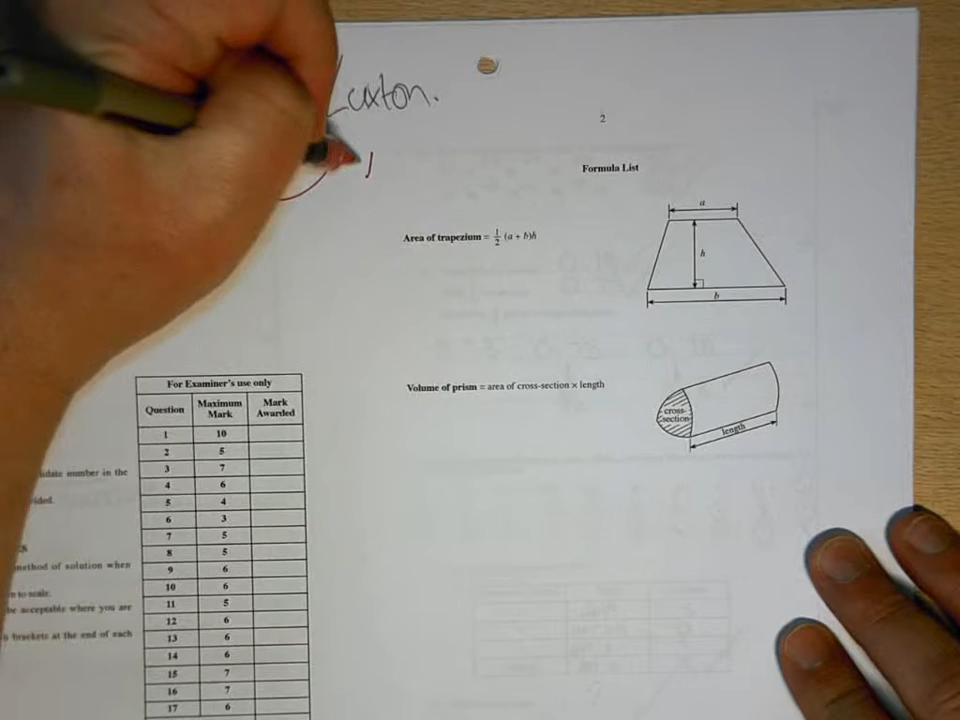 Luxton.
2
Formula List
a
Area of trapezium = 1/2 (a + b)h
h
b
For Examiner's use only
Question Maximum Mark Mark Awarded
1 10
2 5
3 7
4 6
5 4
6 3
7 5
8 5
9 6
10 6
11 5
12 6
13 6
14 6
15 7
16 7
17 6
Volume of prism = area of cross-section × length
cross-
section
length
number in the
method of solution when
to scale.
be acceptable where you are
brackets at the end of each